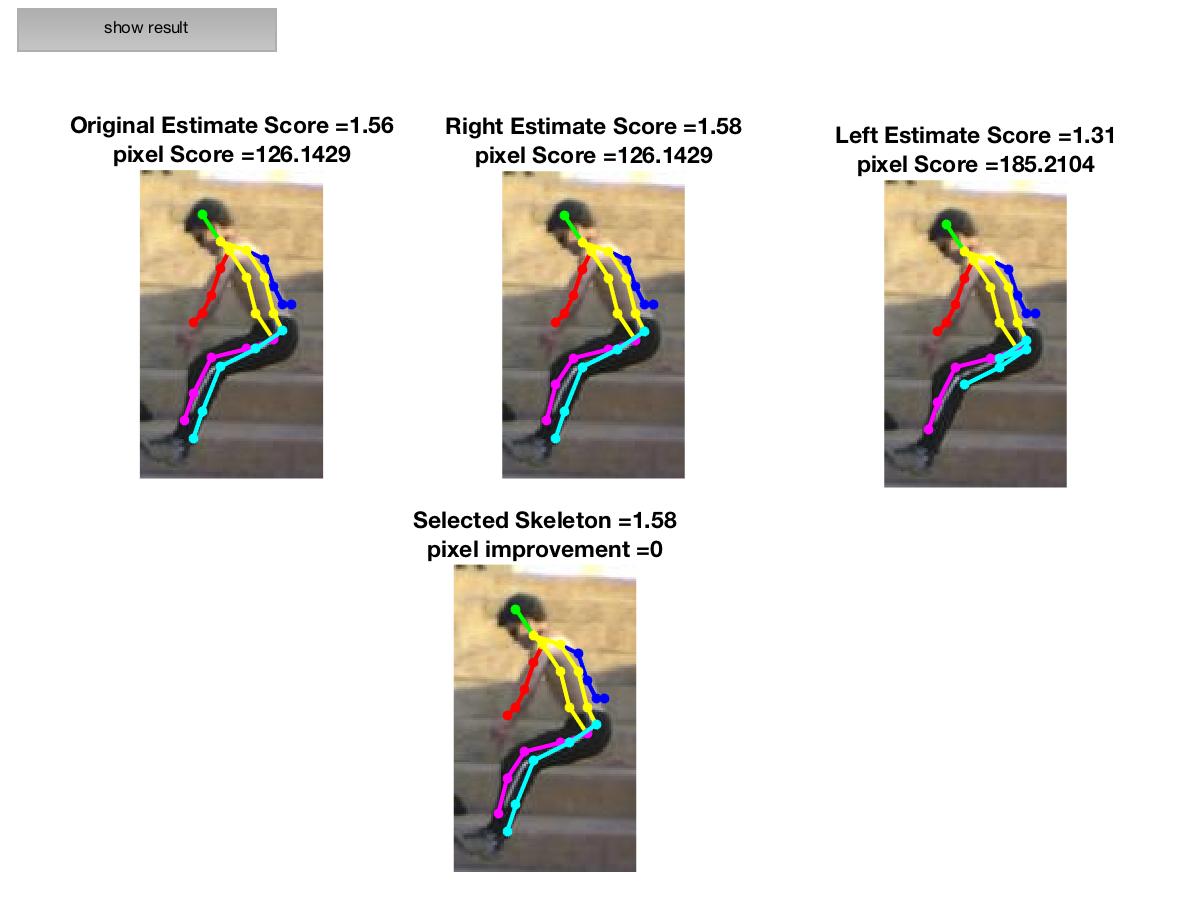 show result
Original Estimate Score =1.56
pixel Score =126.1429
Right Estimate Score =1.58
pixel Score =126.1429
Left Estimate Score =1.31
pixel Score =185.2104
Selected Skeleton =1.58
pixel improvement =0